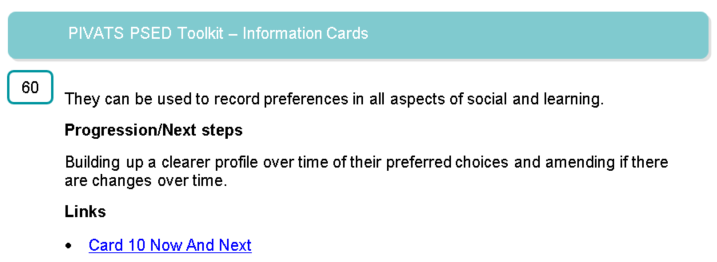 PIVATS PSED Toolkit – Information Cards
60
They can be used to record preferences in all aspects of social and learning.
Progression/Next steps
Building up a clearer profile over time of their preferred choices and amending if there
are changes over time.
Links
• Card 10 Now And Next